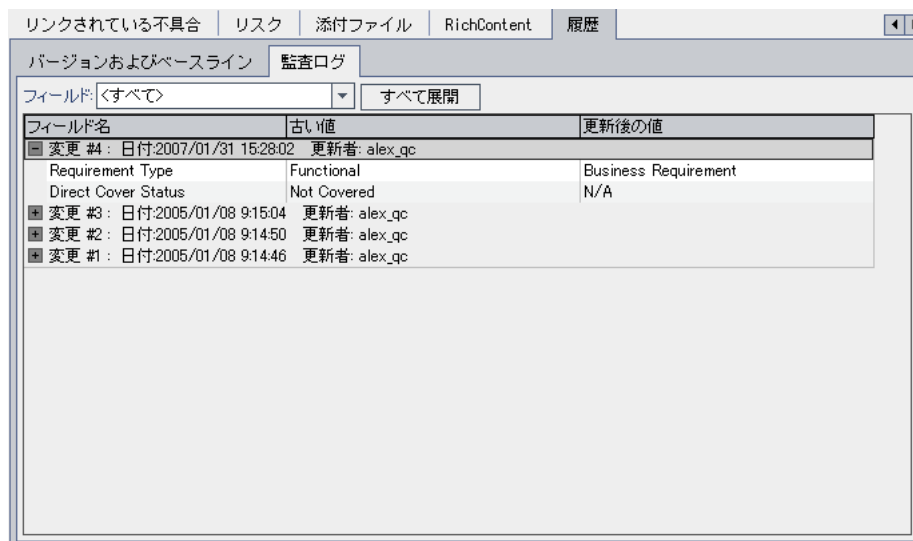 リンクされている不具合 リスク 添付ファイル RichContent 履歴
バージョンおよびベースライン 監査ログ
フィールド: <すべて> すべて展開
フィールド名 古い値 更新後の値
変更 #4 : 日付:2007/01/31 15:28:02 更新者: alex_qc
Requirement Type Functional Business Requirement
Direct Cover Status Not Covered N/A
変更 #3 : 日付:2005/01/08 9:15:04 更新者: alex_qc
変更 #2 : 日付:2005/01/08 9:14:50 更新者: alex_qc
変更 #1 : 日付:2005/01/08 9:14:46 更新者: alex_qc